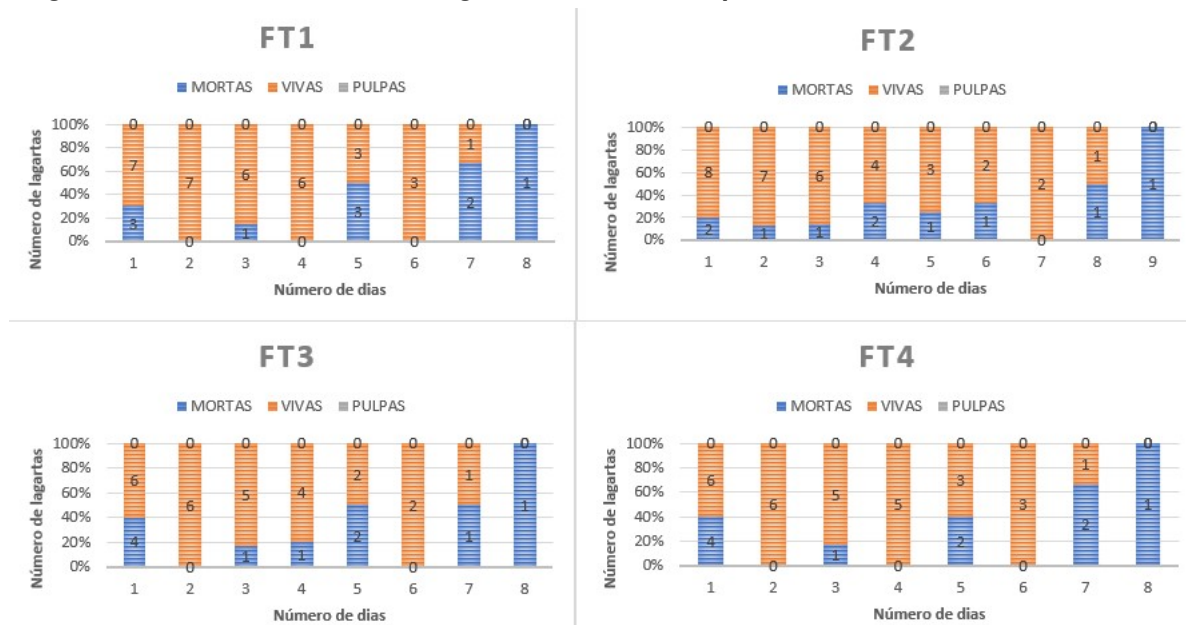 FT1
MORTAS VIVAS PULPAS
Número de lagartas
100%
80%
60%
40%
20%
0%
0 0 0 0 0 0 0 0
7 7 6 6 3 3 1 0
3 0 1 0 3 0 2 1
1 2 3 4 5 6 7 8
Número de dias
FT2
MORTAS VIVAS PULPAS
Número de lagartas
100%
80%
60%
40%
20%
0%
0 0 0 0 0 0 0 0 0
8 7 6 4 3 2 2 1 0
2 1 1 2 1 1 0 1 1
1 2 3 4 5 6 7 8 9
Número de dias
FT3
MORTAS VIVAS PULPAS
Número de lagartas
100%
80%
60%
40%
20%
0%
0 0 0 0 0 0 0 0
6 6 5 4 2 2 1 0
4 0 1 1 2 0 1 1
1 2 3 4 5 6 7 8
Número de dias
FT4
MORTAS VIVAS PULPAS
Número de lagartas
100%
80%
60%
40%
20%
0%
0 0 0 0 0 0 0 0
6 6 5 5 3 3 1 0
4 0 1 0 2 0 2 1
1 2 3 4 5 6 7 8
Número de dias